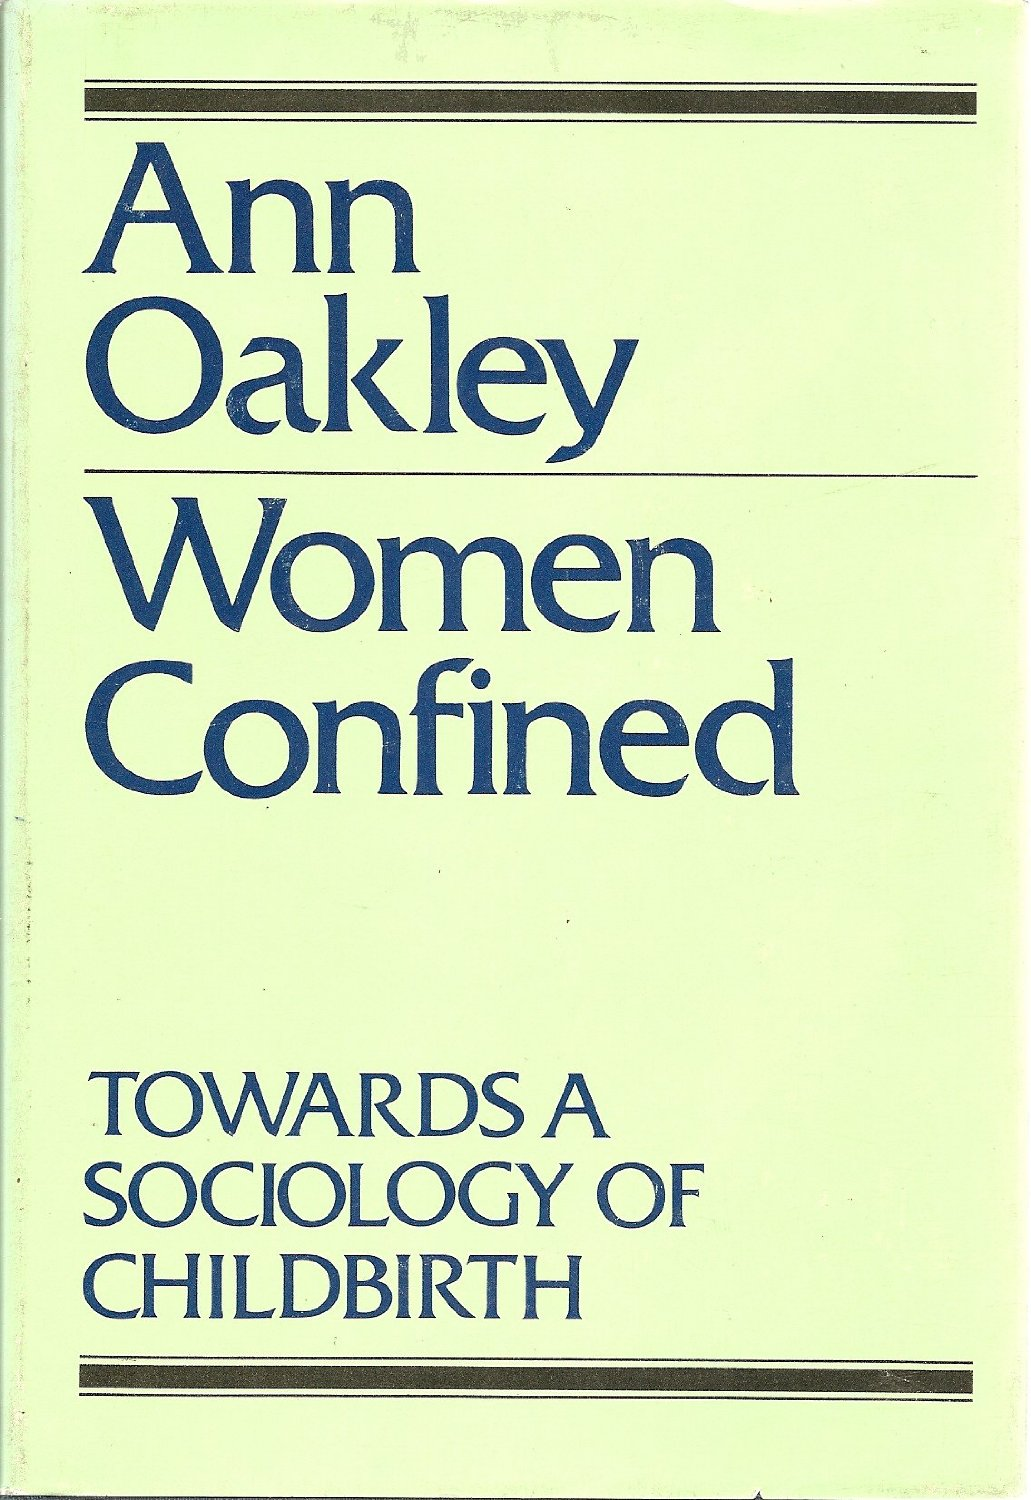 Ann
Oakley
Women
Confined
TOWARDS A
SOCIOLOGY OF
CHILDBIRTH